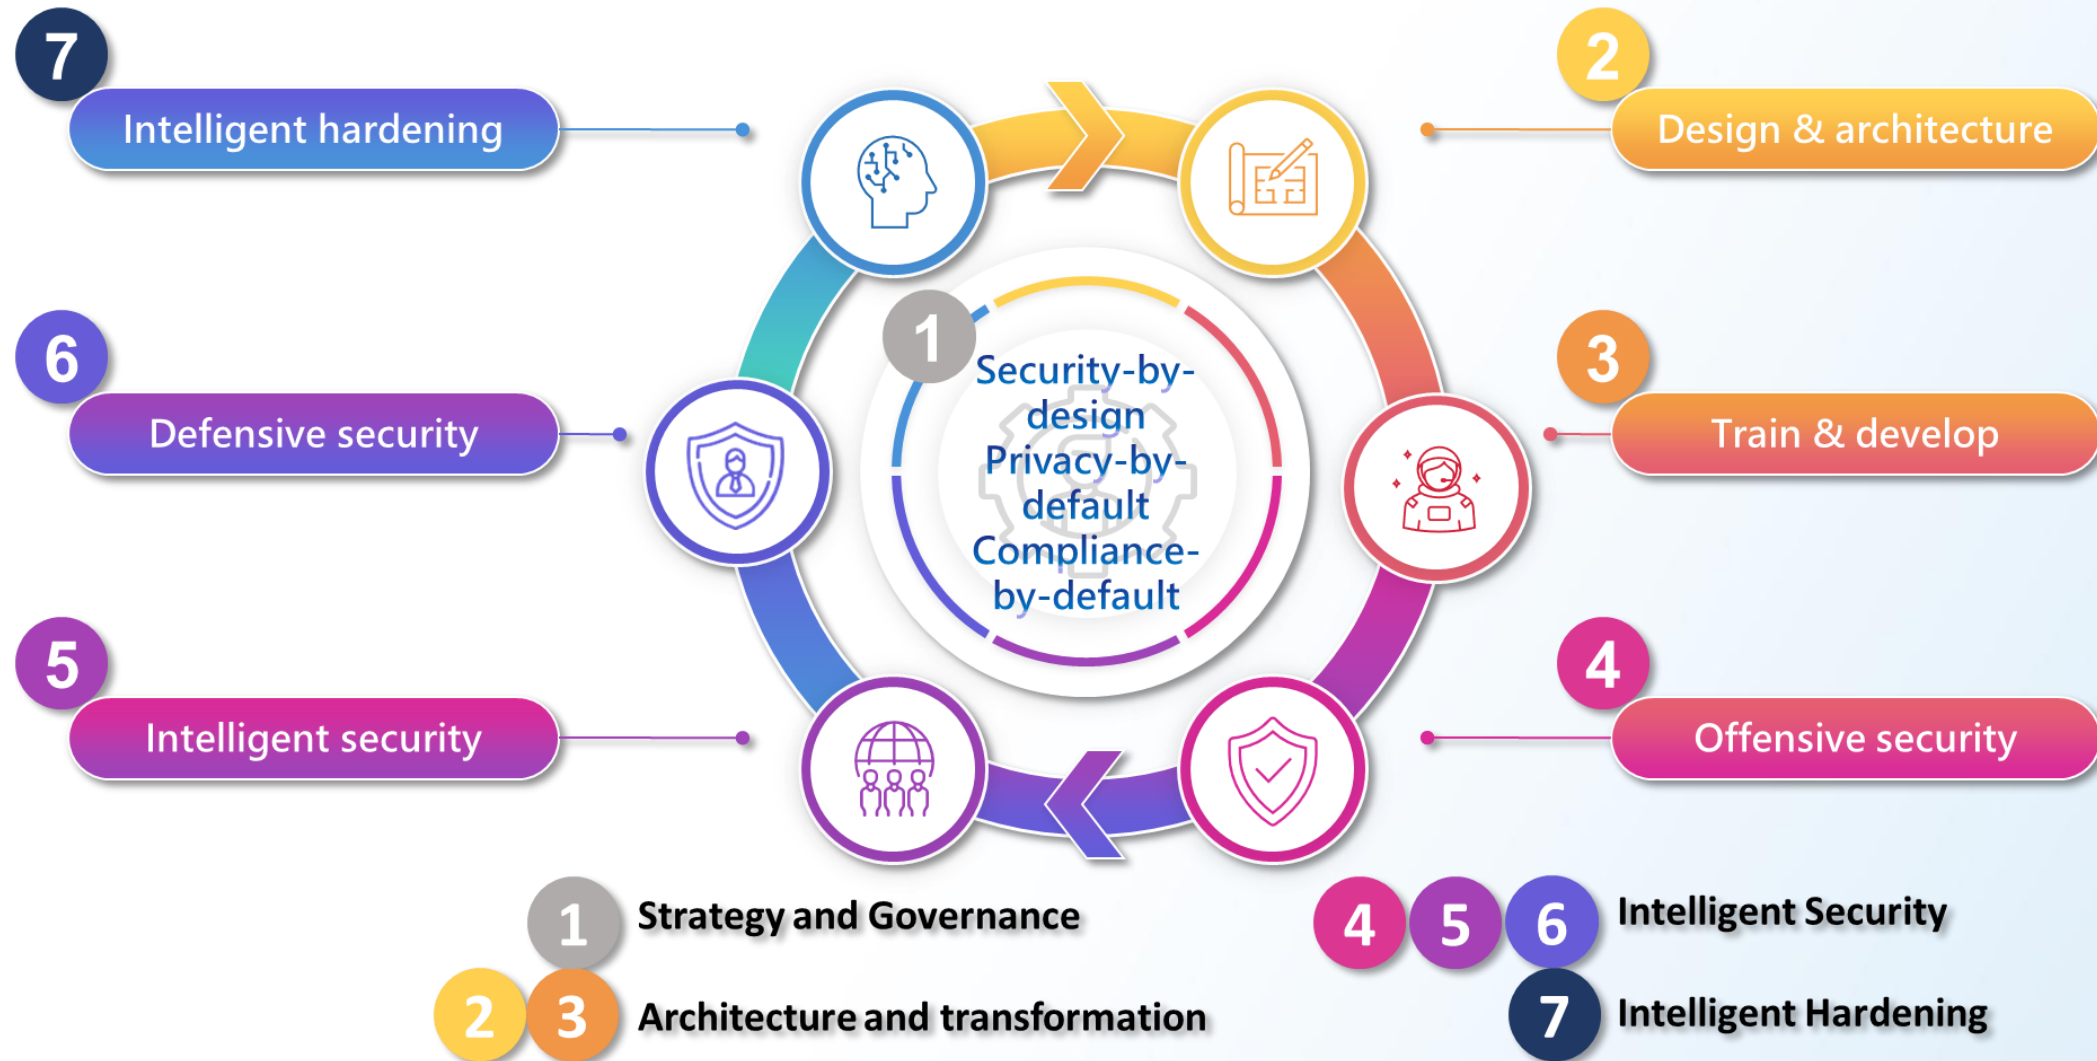 7
Intelligent hardening
2
Design & architecture
6
Defensive security
1
Security-by-
design
Privacy-by-
default
Compliance-
by-default
3
Train & develop
5
Intelligent security
4
Offensive security
1 Strategy and Governance
2 3 Architecture and transformation
4 5 6 Intelligent Security
7 Intelligent Hardening